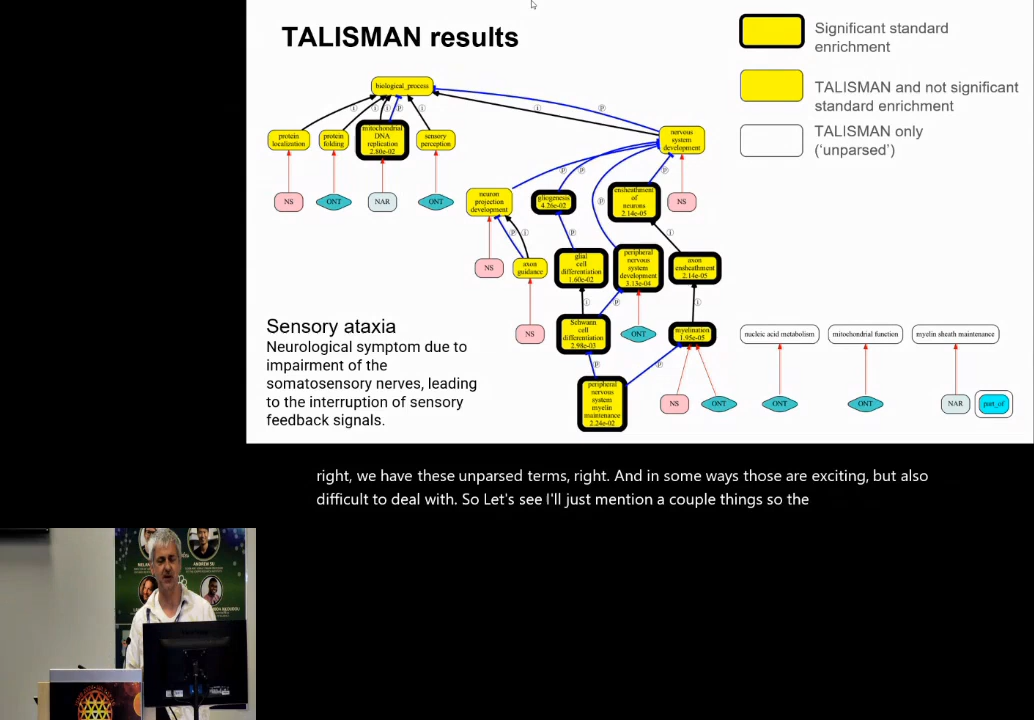 TALISMAN results
Significant standard
enrichment
TALISMAN and not significant
standard enrichment
TALISMAN only
('unparsed')
biological_process
protein
localization
protein
folding
mitochondrial
DNA
replication
2.80e-02
sensory
perception
nervous
system
development
NS
ONT
NAR
ONT
NS
neuron
projection
development
gliogenesis
4.26e-02
ensheathment
of
neurons
2.14e-05
NS
axon
guidance
glial
cell
differentiation
1.60e-02
peripheral
nervous
system
development
3.13e-04
axon
ensheathment
2.14e-05
NS
Schwann
cell
differentiation
2.98e-03
ONT
myelination
1.95e-05
nucleic acid metabolism
mitochondrial function
myelin sheath maintenance
peripheral
nervous
system
myelin
maintenance
2.24e-02
NS
ONT
ONT
ONT
NAR
part_of
Sensory ataxia
Neurological symptom due to
impairment of the
somatosensory nerves, leading
to the interruption of sensory
feedback signals.
right, we have these unparsed terms, right. And in some ways those are exciting, but also
difficult to deal with. So Let's see I'll just mention a couple things so the
ANDREW SU